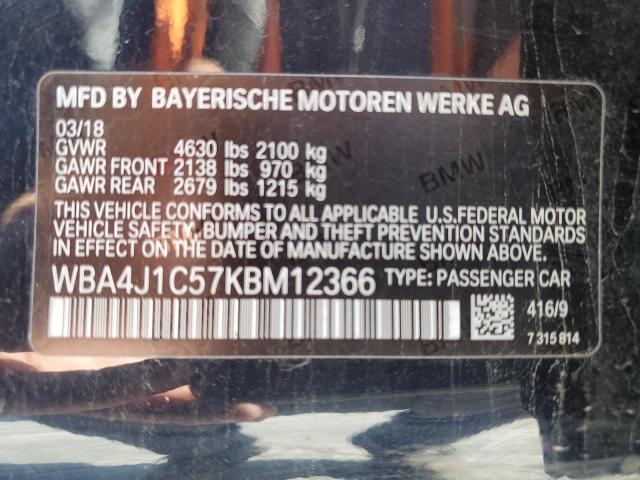 MFD BY BAYERISCHE MOTOREN WERKE AG
03/18
GVWR 4630 lbs 2100 kg
GAWR FRONT 2138 lbs 970 kg
GAWR REAR 2679 lbs 1215 kg
THIS VEHICLE CONFORMS TO ALL APPLICABLE U.S.FEDERAL MOTOR
VEHICLE SAFETY, BUMPER AND THEFT PREVENTION STANDARDS
IN EFFECT ON THE DATE OF MANUFACTURE SHOWN ABOVE.
WBA4J1C57KBM12366 TYPE: PASSENGER CAR
416/9
7 315 814
BMW
BMW
BMW